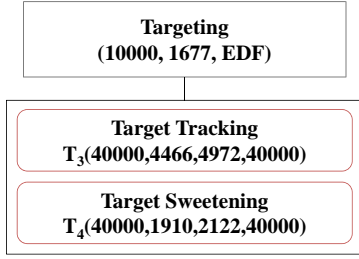 Targeting
(10000, 1677, EDF)
Target Tracking
T₃(40000,4466,4972,40000)
Target Sweetening
T₄(40000,1910,2122,40000)